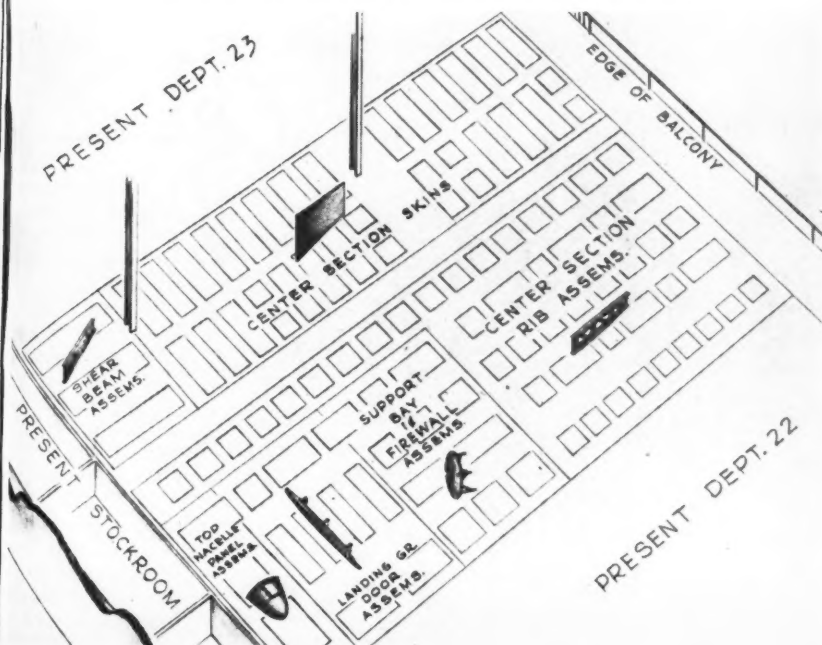 PRESENT DEPT. 23
EDGE OF BALCONY
CENTER SECTION SKINS
CENTER SECTION
RIB ASSEMS.
SHEAR
BEAM
ASSEMS.
SUPPORT
BAY
&
FIREWALL
ASSEMS.
PRESENT
STOCKROOM
TOP
NACELLE
PANEL
ASSEMS.
LANDING GR.
DOOR
ASSEMS.
PRESENT DEPT. 22